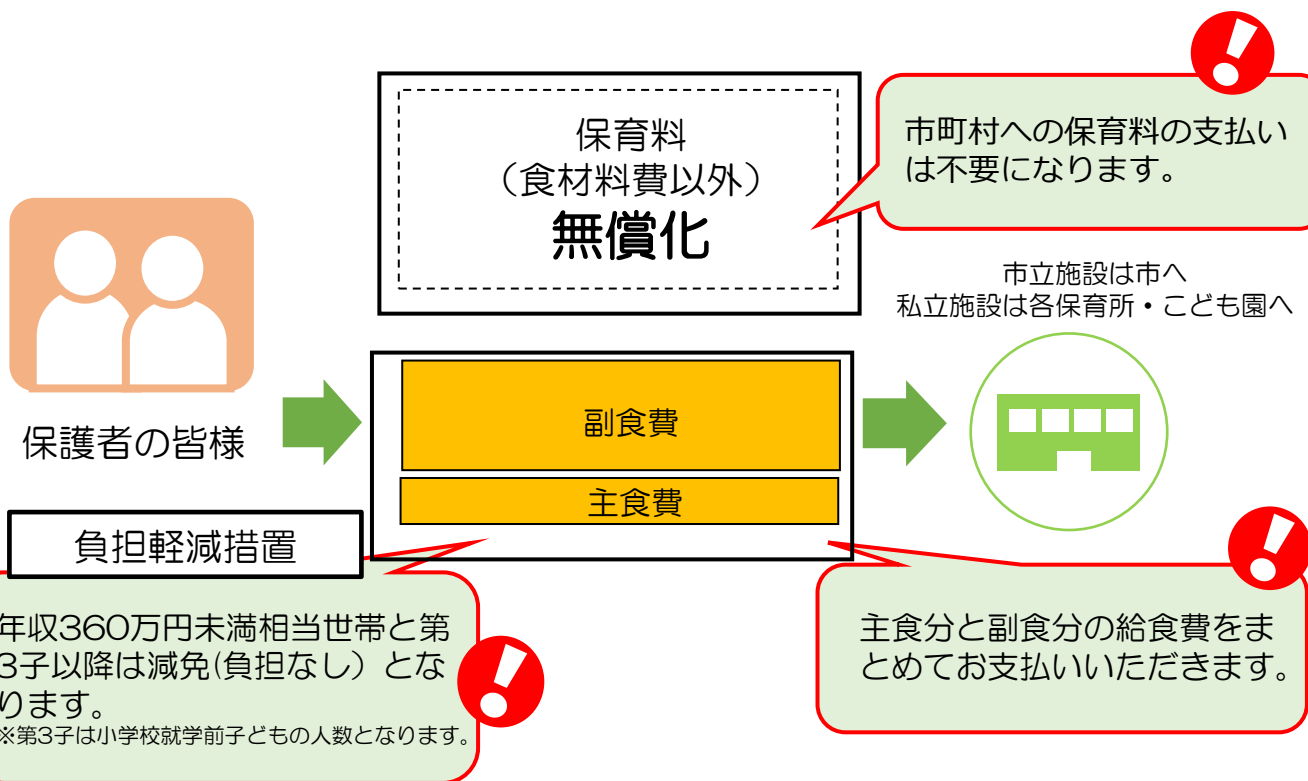 保育料
（食材料費以外）
無償化
市町村への保育料の支払い
は不要になります。
市立施設は市へ
私立施設は各保育所・こども園へ
保護者の皆様
副食費
主食費
負担軽減措置
年収360万円未満相当世帯と第
3子以降は減免(負担なし）とな
ります。
※第3子は小学校就学前子どもの人数となります。
主食分と副食分の給食費をま
とめてお支払いいただきます。